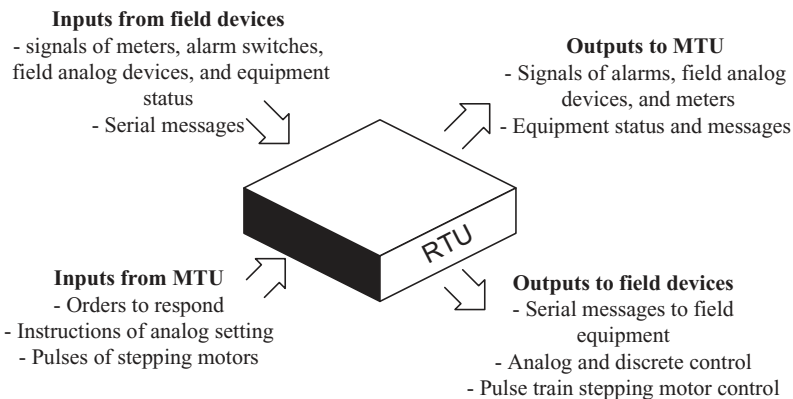 Inputs from field devices
- signals of meters, alarm switches,
field analog devices, and equipment
status
- Serial messages
Outputs to MTU
- Signals of alarms, field analog
devices, and meters
- Equipment status and messages
RTU
Inputs from MTU
- Orders to respond
- Instructions of analog setting
- Pulses of stepping motors
Outputs to field devices
- Serial messages to field
equipment
- Analog and discrete control
- Pulse train stepping motor control